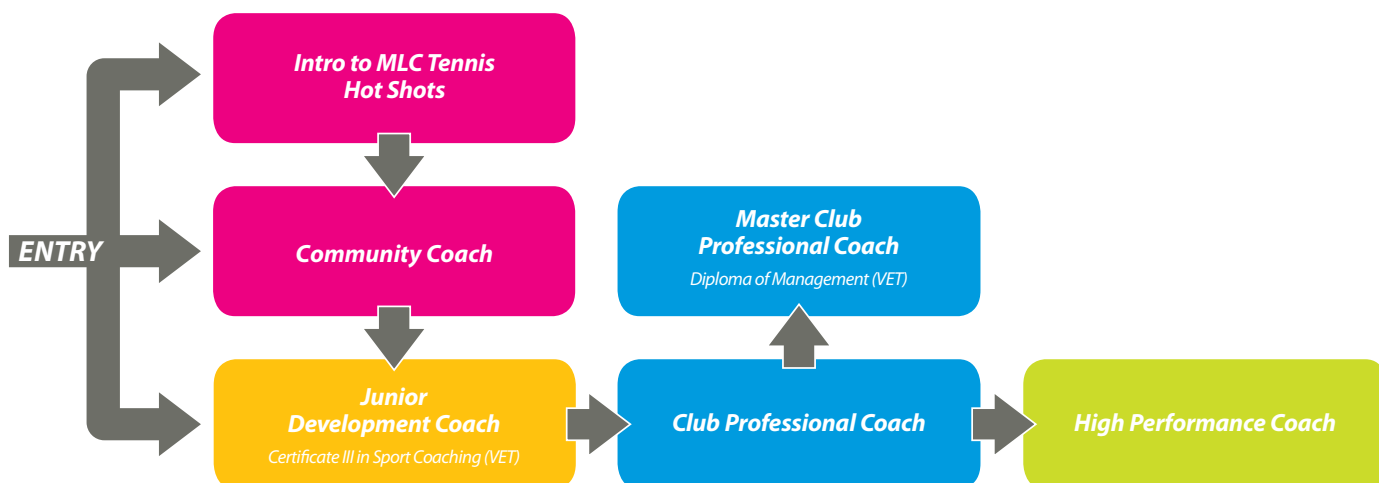 Intro to MLC Tennis
Hot Shots
ENTRY
Community Coach
Master Club
Professional Coach
Diploma of Management (VET)
Junior
Development Coach
Certificate III in Sport Coaching (VET)
Club Professional Coach
High Performance Coach